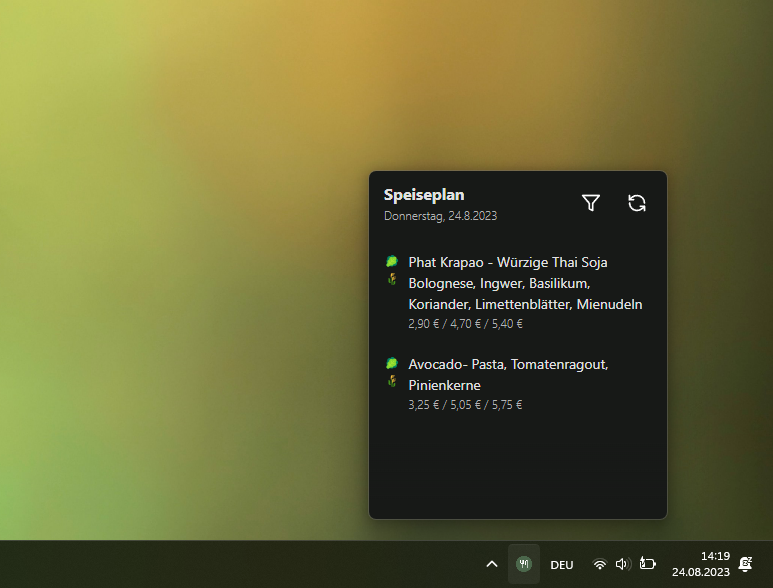 Speiseplan
Donnerstag, 24.8.2023
Phat Krapao - Würzige Thai Soja
Bolognese, Ingwer, Basilikum,
Koriander, Limettenblätter, Mienudeln
2,90 € / 4,70 € / 5,40 €
Avocado- Pasta, Tomatenragout,
Pinienkerne
3,25 € / 5,05 € / 5,75 €
DEU
14:19
24.08.2023